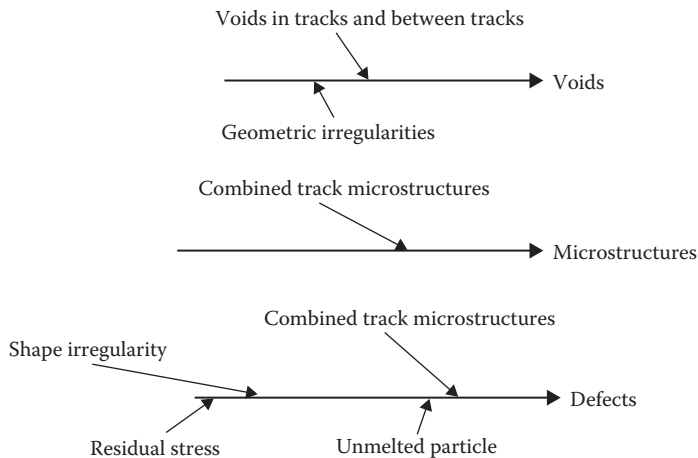 Voids in tracks and between tracks
Voids
Geometric irregularities
Combined track microstructures
Microstructures
Combined track microstructures
Shape irregularity
Defects
Residual stress
Unmelted particle